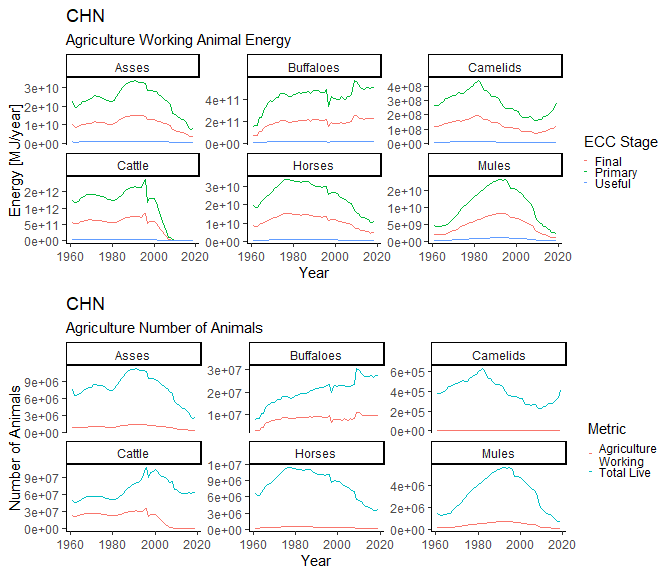 CHN
Agriculture Working Animal Energy
Asses
Buffaloes
Camelids
3e+10
2e+10
1e+10
0e+00
4e+11
2e+11
0e+00
4e+08
3e+08
2e+08
1e+08
0e+00
Cattle
Horses
Mules
2e+12
1e+12
5e+11
0e+00
3e+10
2e+10
1e+10
0e+00
2e+10
1e+10
5e+09
0e+00
1960 1980 2000 2020
1960 1980 2000 2020
1960 1980 2000 2020
Year
Energy [MJ/year]
ECC Stage
Final
Primary
Useful
CHN
Agriculture Number of Animals
Asses
Buffaloes
Camelids
9e+06
6e+06
3e+06
0e+00
3e+07
2e+07
1e+07
6e+05
4e+05
2e+05
0e+00
Cattle
Horses
Mules
9e+07
6e+07
3e+07
0e+00
1e+07
9e+06
6e+06
3e+06
0e+00
4e+06
2e+06
0e+00
1960 1980 2000 2020
1960 1980 2000 2020
1960 1980 2000 2020
Year
Number of Animals
Metric
Agriculture
Working
Total Live